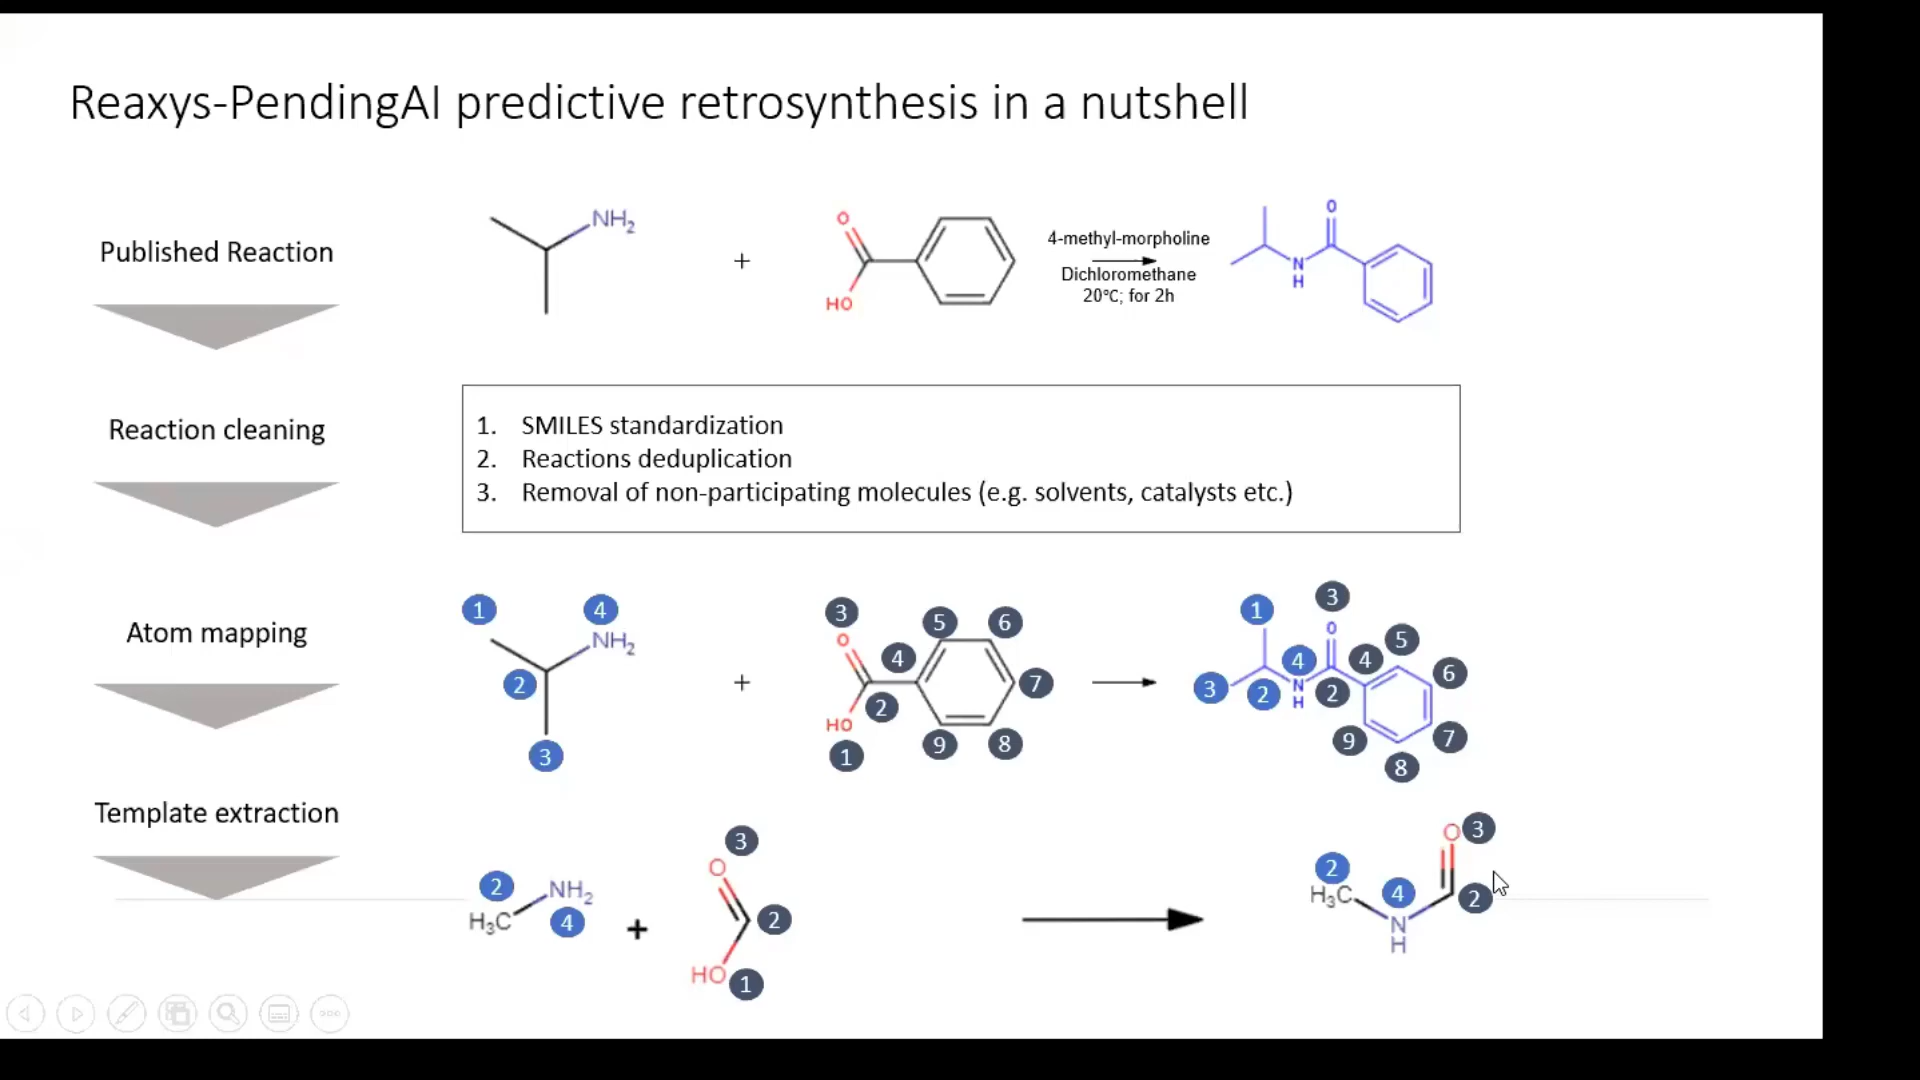 Reaxys-PendingAI predictive retrosynthesis in a nutshell
Published Reaction
NH2
+
O
HO
4-methyl-morpholine
Dichloromethane
20°C; for 2h
O
N
H
Reaction cleaning
1. SMILES standardization
2. Reactions deduplication
3. Removal of non-participating molecules (e.g. solvents, catalysts etc.)
Atom mapping
1
4
NH2
2
3
+
3
O
5
6
4
7
2
HO
1
9
8
1
3
O
5
4
4
6
3
2
N
H
2
9
7
8
Template extraction
2
NH2
H3C
4
+
3
O
2
HO
1
O
3
2
H3C
4
2
N
H